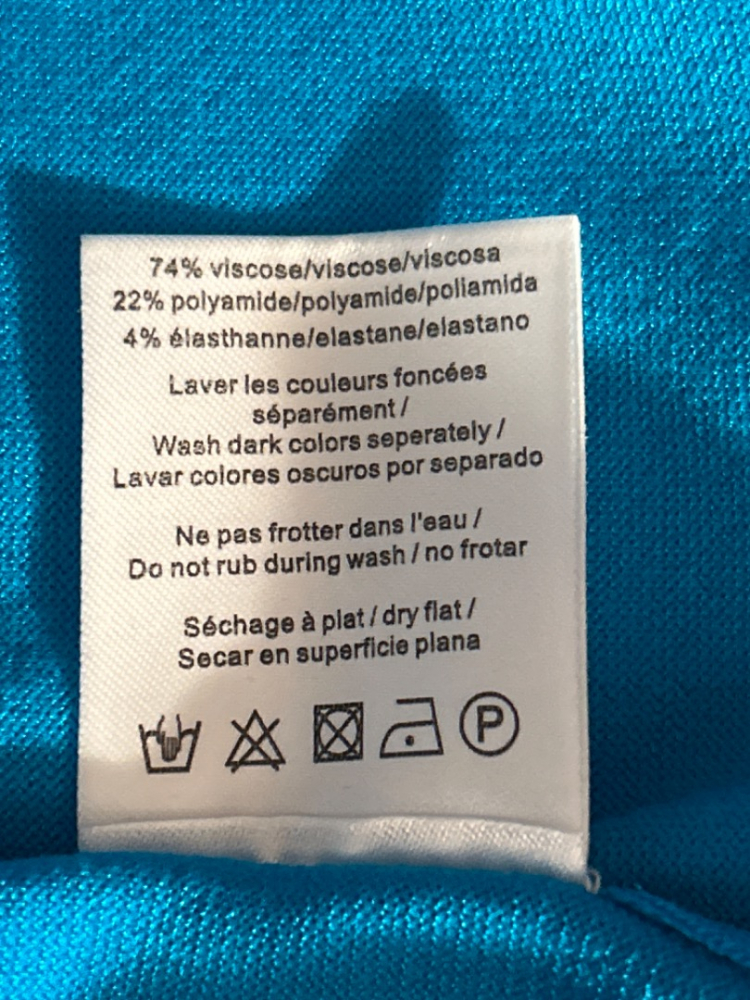 74% viscose/viscose/viscosa
22% polyamide/polyamide/poliamida
4% élasthanne/elastane/elastano
Laver les couleurs foncées
séparément /
Wash dark colors seperately /
Lavar colores oscuros por separado
Ne pas frotter dans l'eau /
Do not rub during wash / no frotar
Séchage à plat / dry flat /
Secar en superficie plana
P